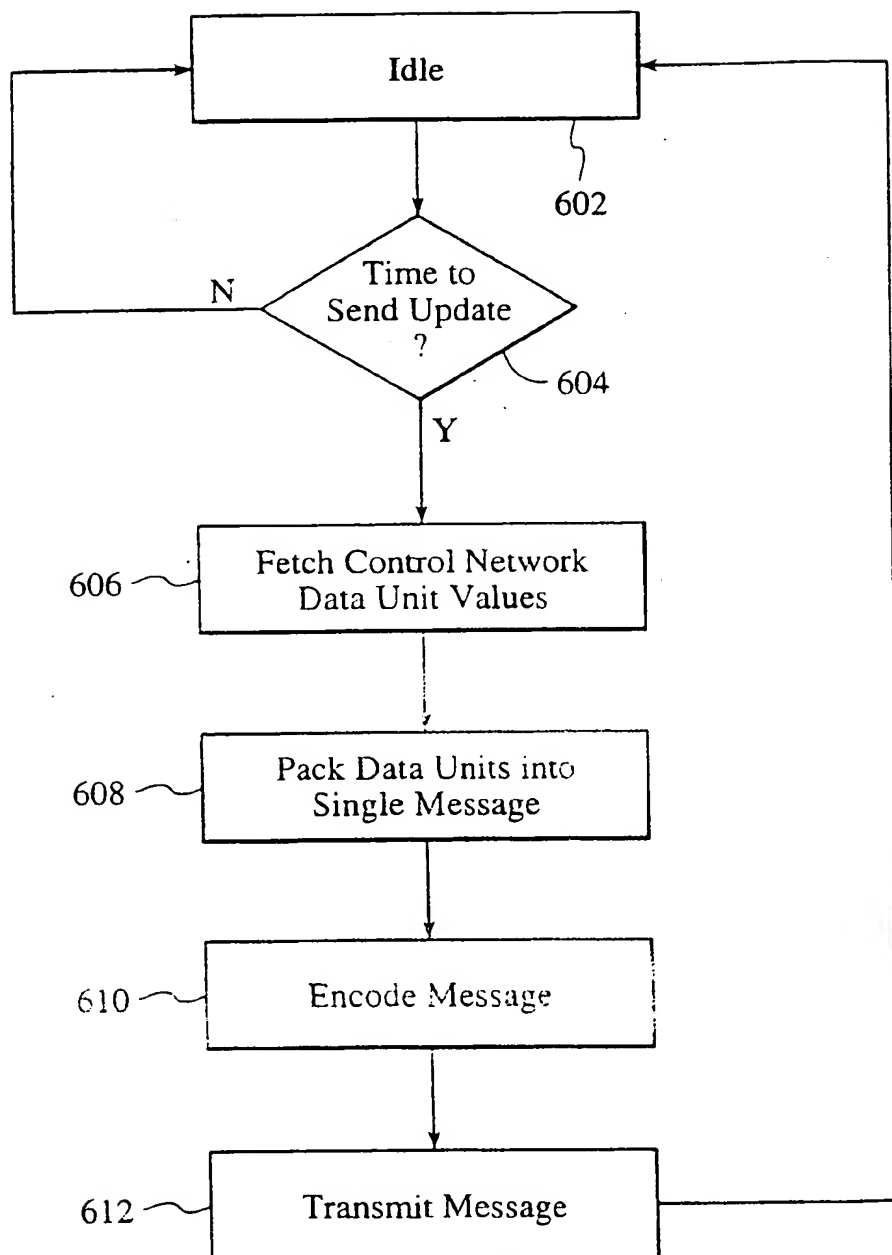 Idle
602
Time to
Send Update
?
N
604
Y
606
Fetch Control Network
Data Unit Values
608
Pack Data Units into
Single Message
610
Encode Message
612
Transmit Message